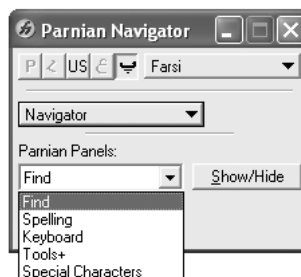 Parnian Navigator
P US Farsi
Navigator
Parnian Panels:
Find Show/Hide
Find
Spelling
Keyboard
Tools+
Special Characters